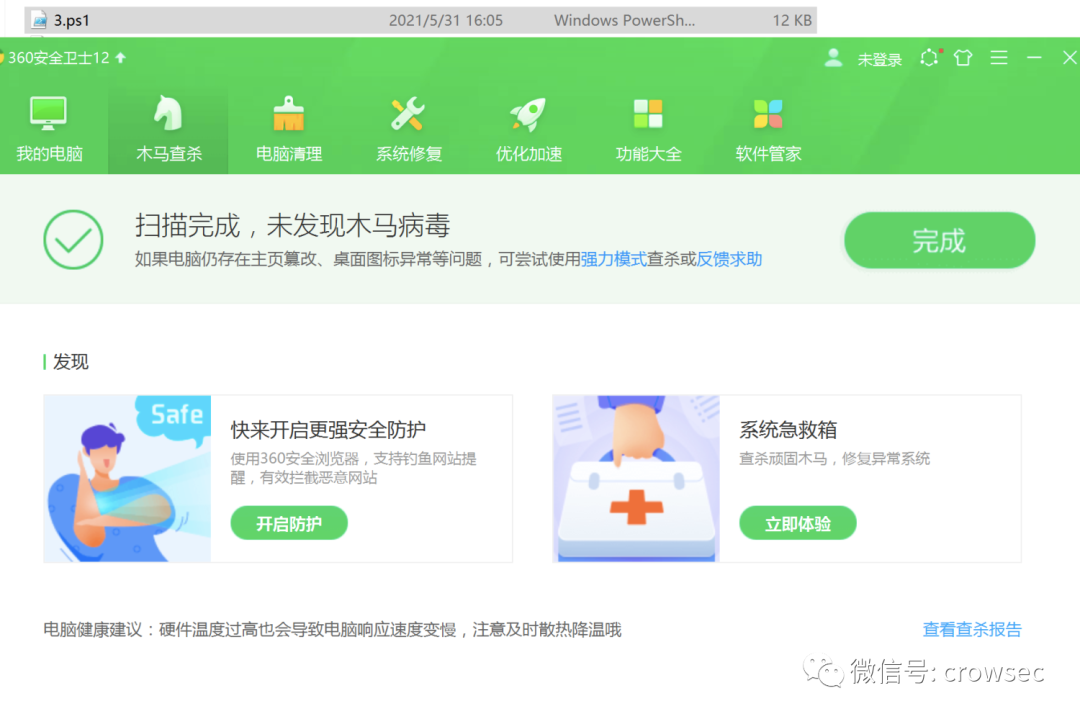 3.ps1 2021/5/31 16:05 Windows PowerSh... 12 KB
360安全卫士12 未登录
我的电脑 木马查杀 电脑清理 系统修复 优化加速 功能大全 软件管家
扫描完成，未发现木马病毒
如果电脑仍存在主页篡改、桌面图标异常等问题，可尝试使用强力模式查杀或反馈求助
完成
发现
Safe
快来开启更强安全防护
使用360安全浏览器，支持钓鱼网站提
醒，有效拦截恶意网站
开启防护
系统急救箱
查杀顽固木马，修复异常系统
立即体验
电脑健康建议：硬件温度过高也会导致电脑响应速度变慢，注意及时散热降温哦
查看查杀报告
微信号: crowsec